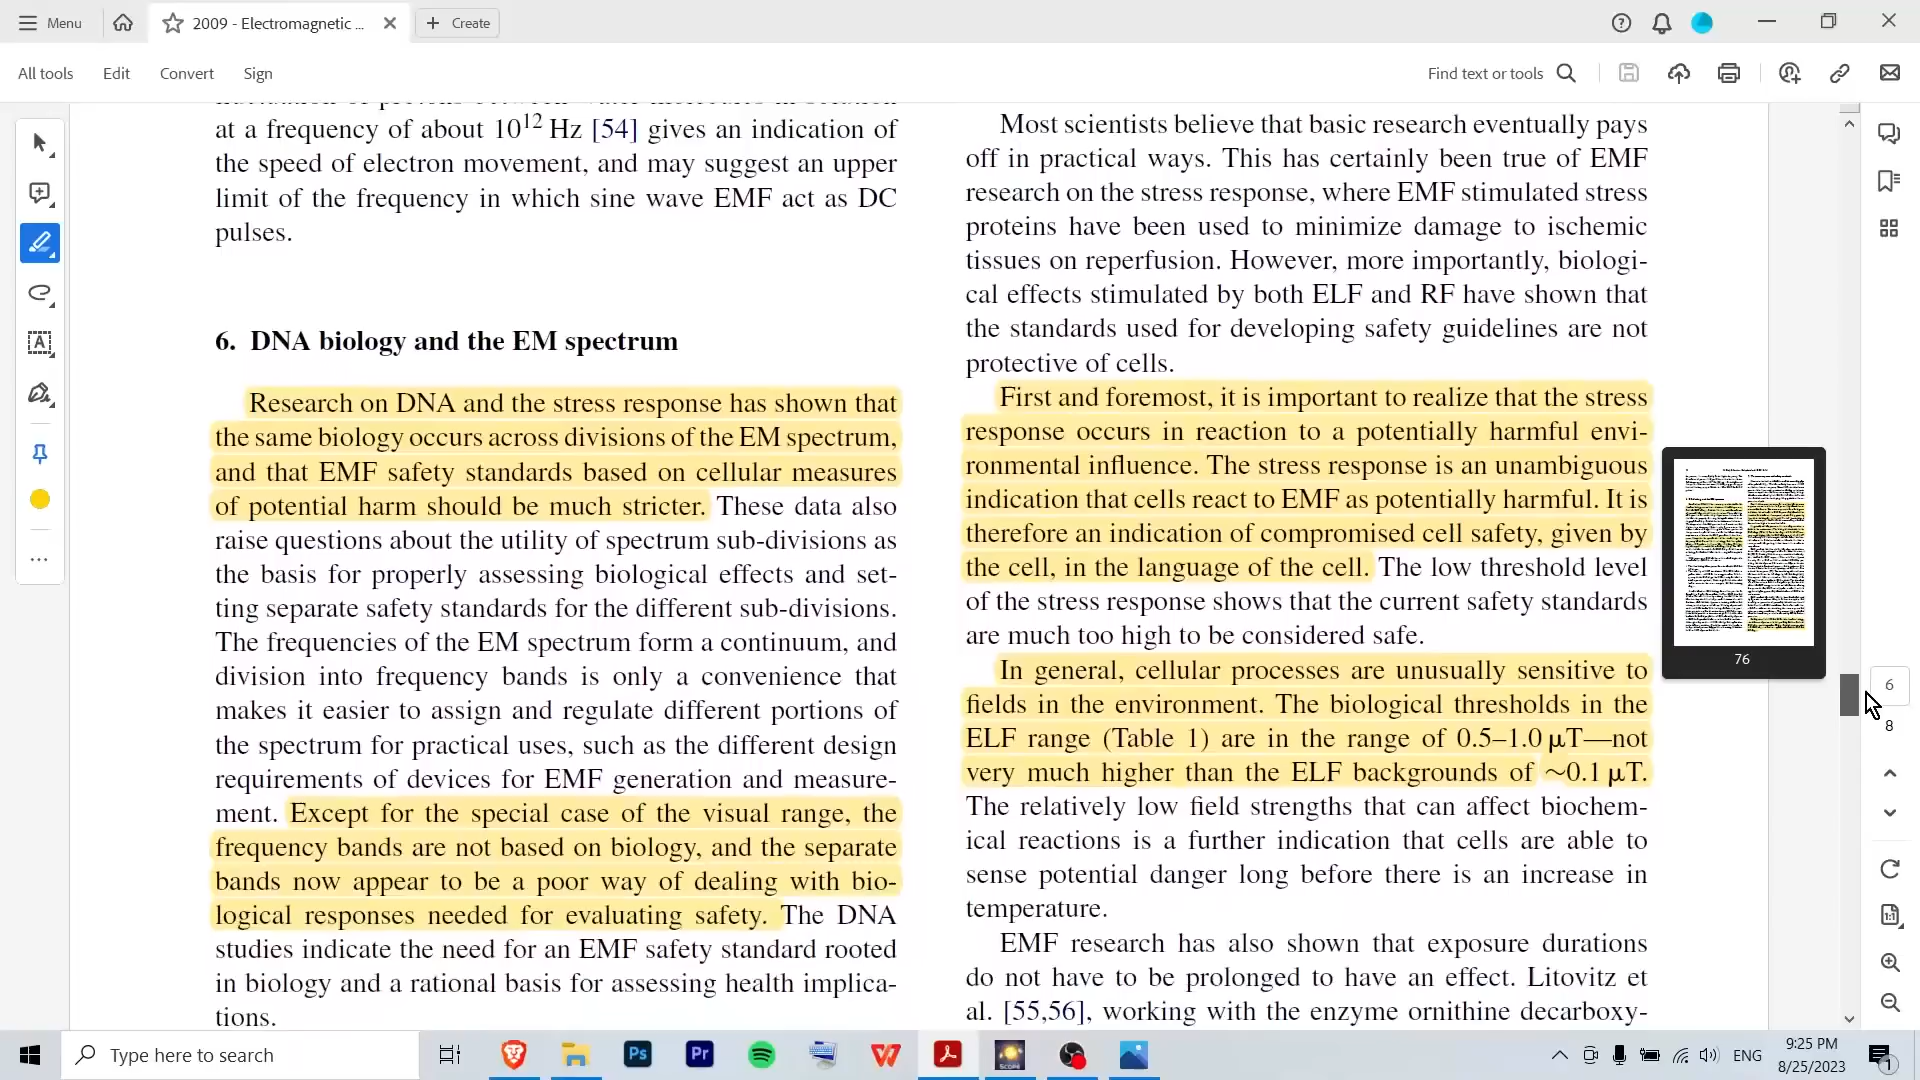 Menu
2009 - Electromagnetic ...
Create
All tools
Edit
Convert
Sign
Find text or tools
at a frequency of about 10¹² Hz [54] gives an indication of
the speed of electron movement, and may suggest an upper
limit of the frequency in which sine wave EMF act as DC
pulses.
6. DNA biology and the EM spectrum
Research on DNA and the stress response has shown that
the same biology occurs across divisions of the EM spectrum,
and that EMF safety standards based on cellular measures
of potential harm should be much stricter. These data also
raise questions about the utility of spectrum sub-divisions as
the basis for properly assessing biological effects and set-
ting separate safety standards for the different sub-divisions.
The frequencies of the EM spectrum form a continuum, and
division into frequency bands is only a convenience that
makes it easier to assign and regulate different portions of
the spectrum for practical uses, such as the different design
requirements of devices for EMF generation and measure-
ment. Except for the special case of the visual range, the
frequency bands are not based on biology, and the separate
bands now appear to be a poor way of dealing with bio-
logical responses needed for evaluating safety. The DNA
studies indicate the need for an EMF safety standard rooted
in biology and a rational basis for assessing health implica-
tions.
Most scientists believe that basic research eventually pays
off in practical ways. This has certainly been true of EMF
research on the stress response, where EMF stimulated stress
proteins have been used to minimize damage to ischemic
tissues on reperfusion. However, more importantly, biologi-
cal effects stimulated by both ELF and RF have shown that
the standards used for developing safety guidelines are not
protective of cells.
First and foremost, it is important to realize that the stress
response occurs in reaction to a potentially harmful envi-
ronmental influence. The stress response is an unambiguous
indication that cells react to EMF as potentially harmful. It is
therefore an indication of compromised cell safety, given by
the cell, in the language of the cell. The low threshold level
of the stress response shows that the current safety standards
are much too high to be considered safe.
In general, cellular processes are unusually sensitive to
fields in the environment. The biological thresholds in the
ELF range (Table 1) are in the range of 0.5–1.0 μT—not
very much higher than the ELF backgrounds of ~0.1 μT.
The relatively low field strengths that can affect biochem-
ical reactions is a further indication that cells are able to
sense potential danger long before there is an increase in
temperature.
EMF research has also shown that exposure durations
do not have to be prolonged to have an effect. Litovitz et
al. [55,56], working with the enzyme ornithine decarboxy-
76
6
8
Type here to search
Ps
Pr
ENG
9:25 PM
8/25/2023
1